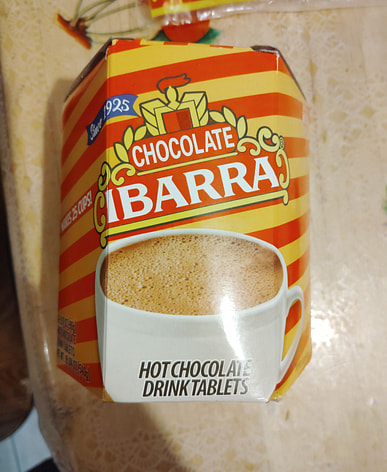 Since 1925
CHOCOLATE
IBARRA
MAKES 25 CUPS!
HOT CHOCOLATE
DRINK TABLETS